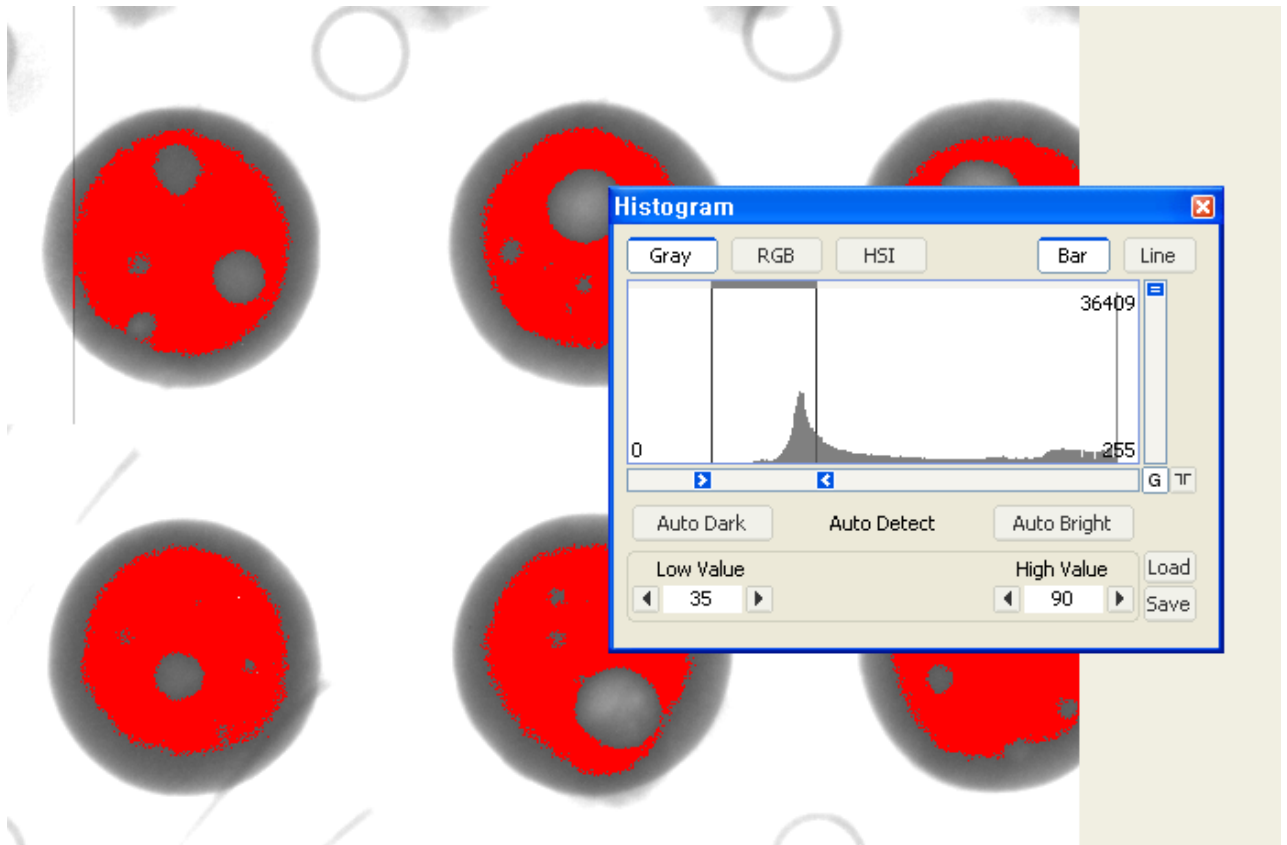 Histogram
Gray RGB HSI Bar Line
36409
0 255
G
Auto Dark Auto Detect Auto Bright
Low Value High Value Load
35 90 Save